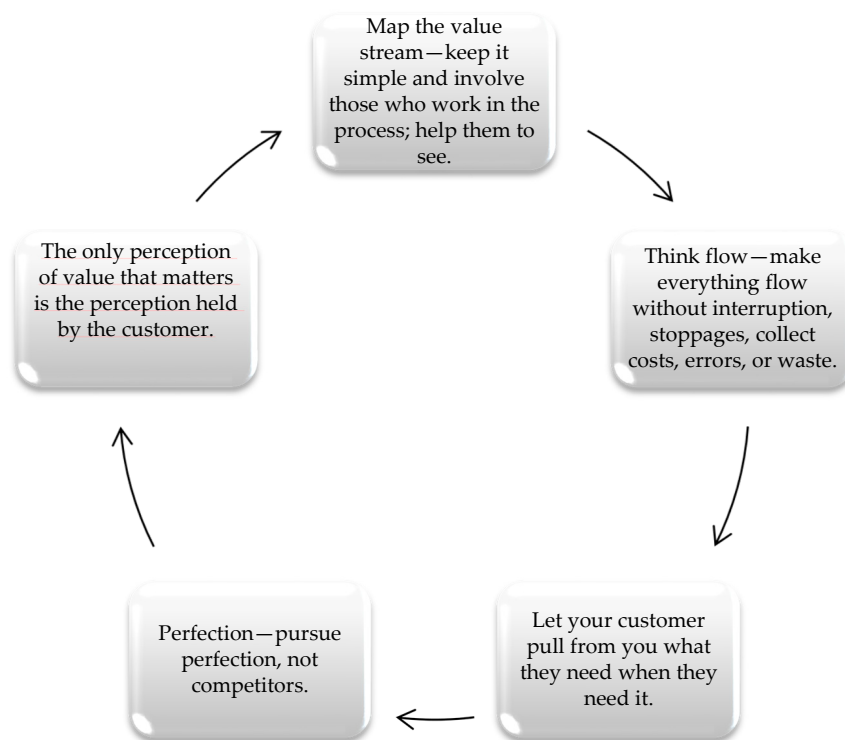 Map the value
stream—keep it
simple and involve
those who work in the
process; help them to
see.
Think flow—make
everything flow
without interruption,
stoppages, collect
costs, errors, or waste.
Let your customer
pull from you what
they need when they
need it.
Perfection—pursue
perfection, not
competitors.
The only perception
of value that matters
is the perception held
by the customer.